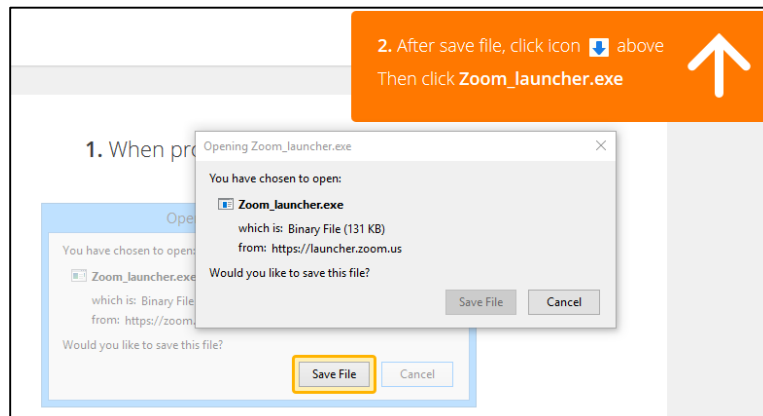 2. After save file, click icon above
Then click Zoom_launcher.exe
1. When pro
Opening Zoom_launcher.exe
You have chosen to open:
Zoom_launcher.exe
which is: Binary File (131 KB)
from: https://launcher.zoom.us
Would you like to save this file?
Save File Cancel
Ope
You have chosen to open:
Zoom_launcher.exe
which is: Binary File
from: https://zoom.
Would you like to save this file?
Save File Cancel